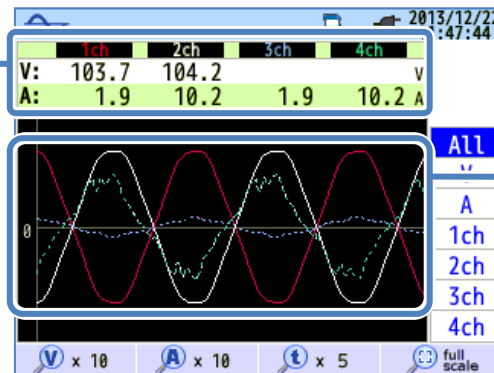 2013/12/22
:47:44
1ch 2ch 3ch 4ch
V: 103.7 104.2 V
A: 1.9 10.2 1.9 10.2 A
All
A
0
1ch
2ch
3ch
4ch
V x 10 A x 10 t x 5 full scale